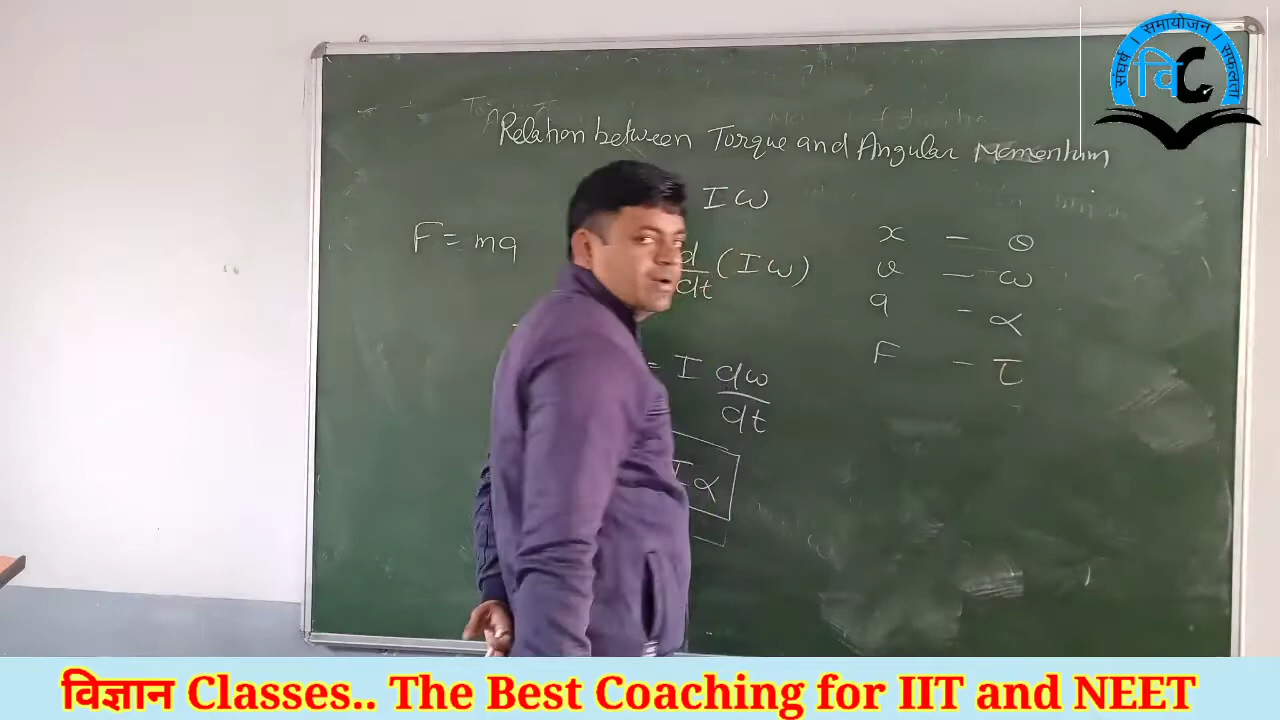 संघर्ष । समायोजन । सफलता
विC
Relation between Torque and Angular Momentum
Iω
F = ma
d/dt (Iω)
= I dω/dt
Iα
x - θ
v - ω
a - α
F - τ
विज्ञान Classes.. The Best Coaching for IIT and NEET